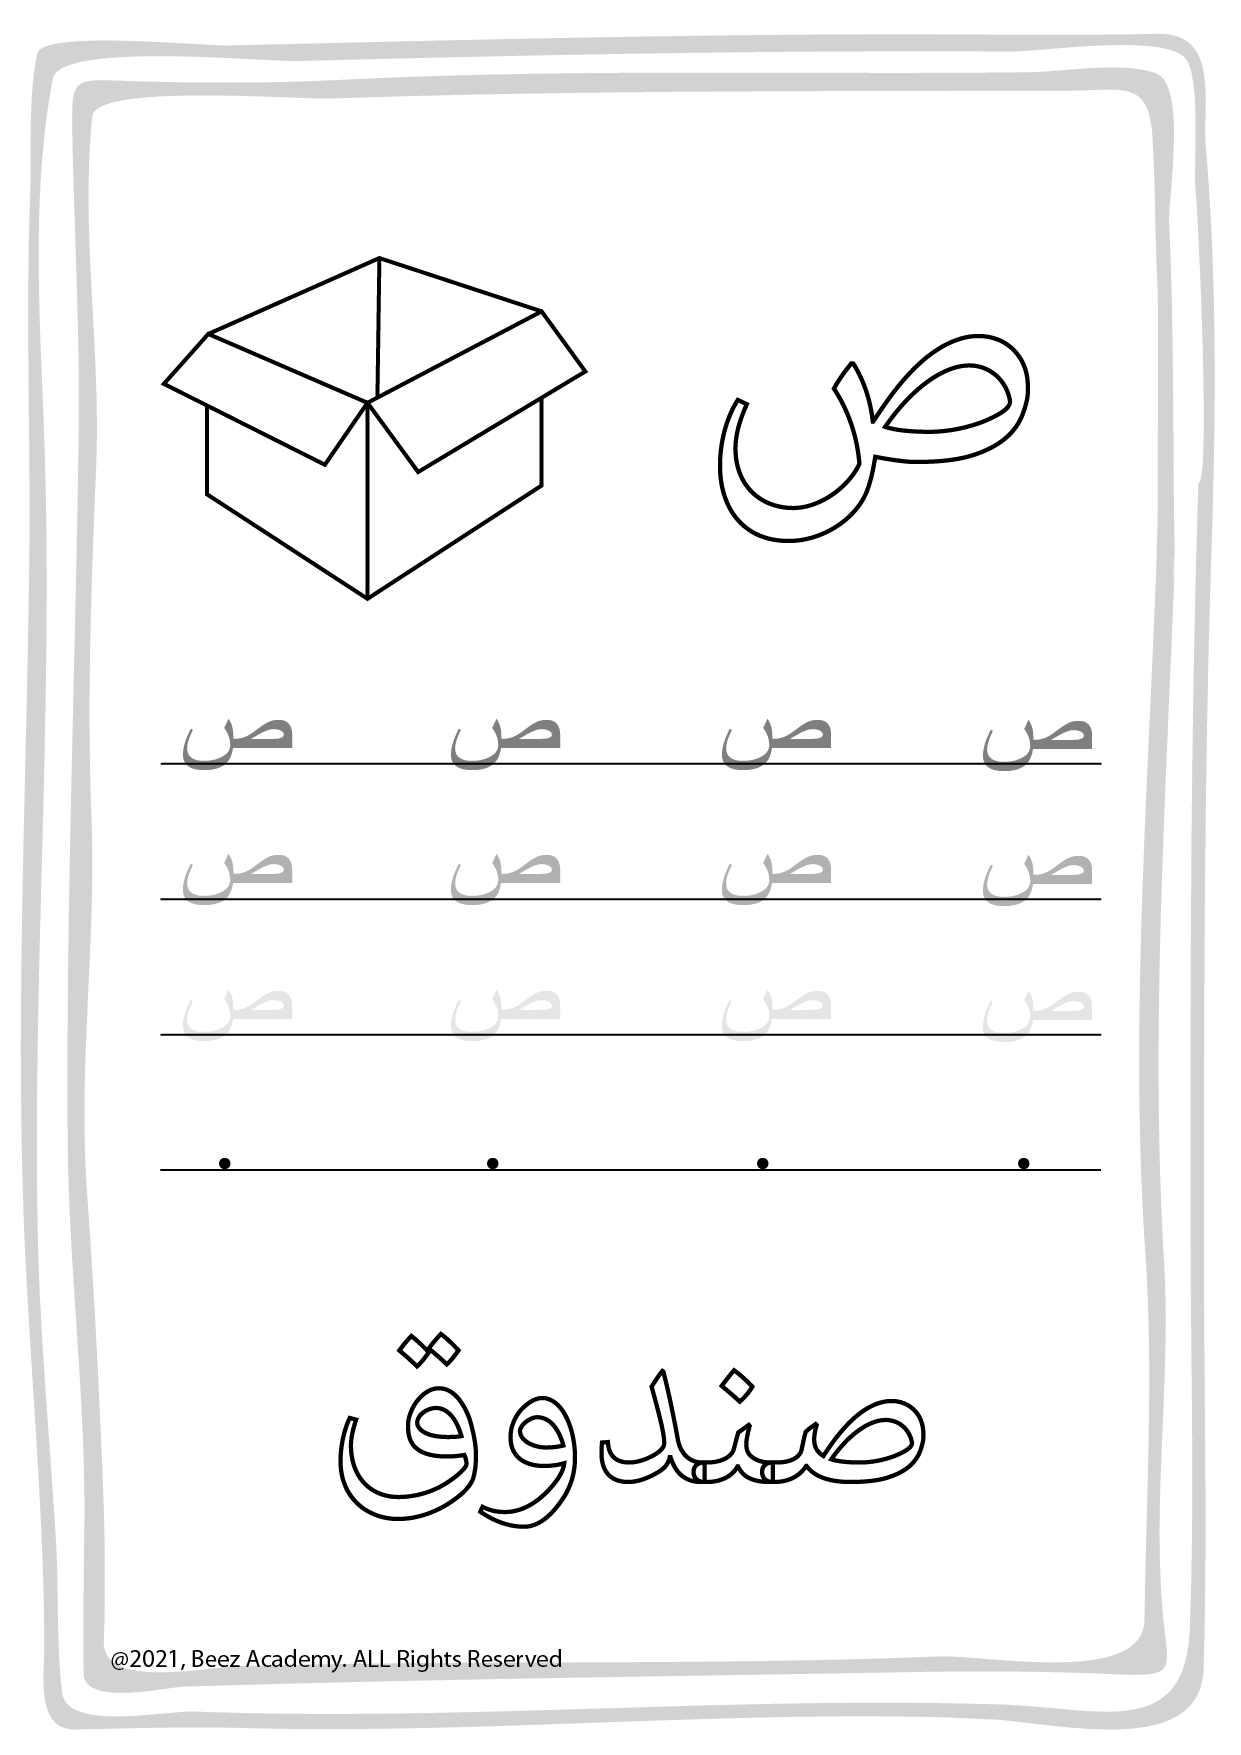 ص
ص ص ص ص
ص ص ص ص
ص ص ص ص
. . . .
صندوق
@2021, Beez Academy. ALL Rights Reserved